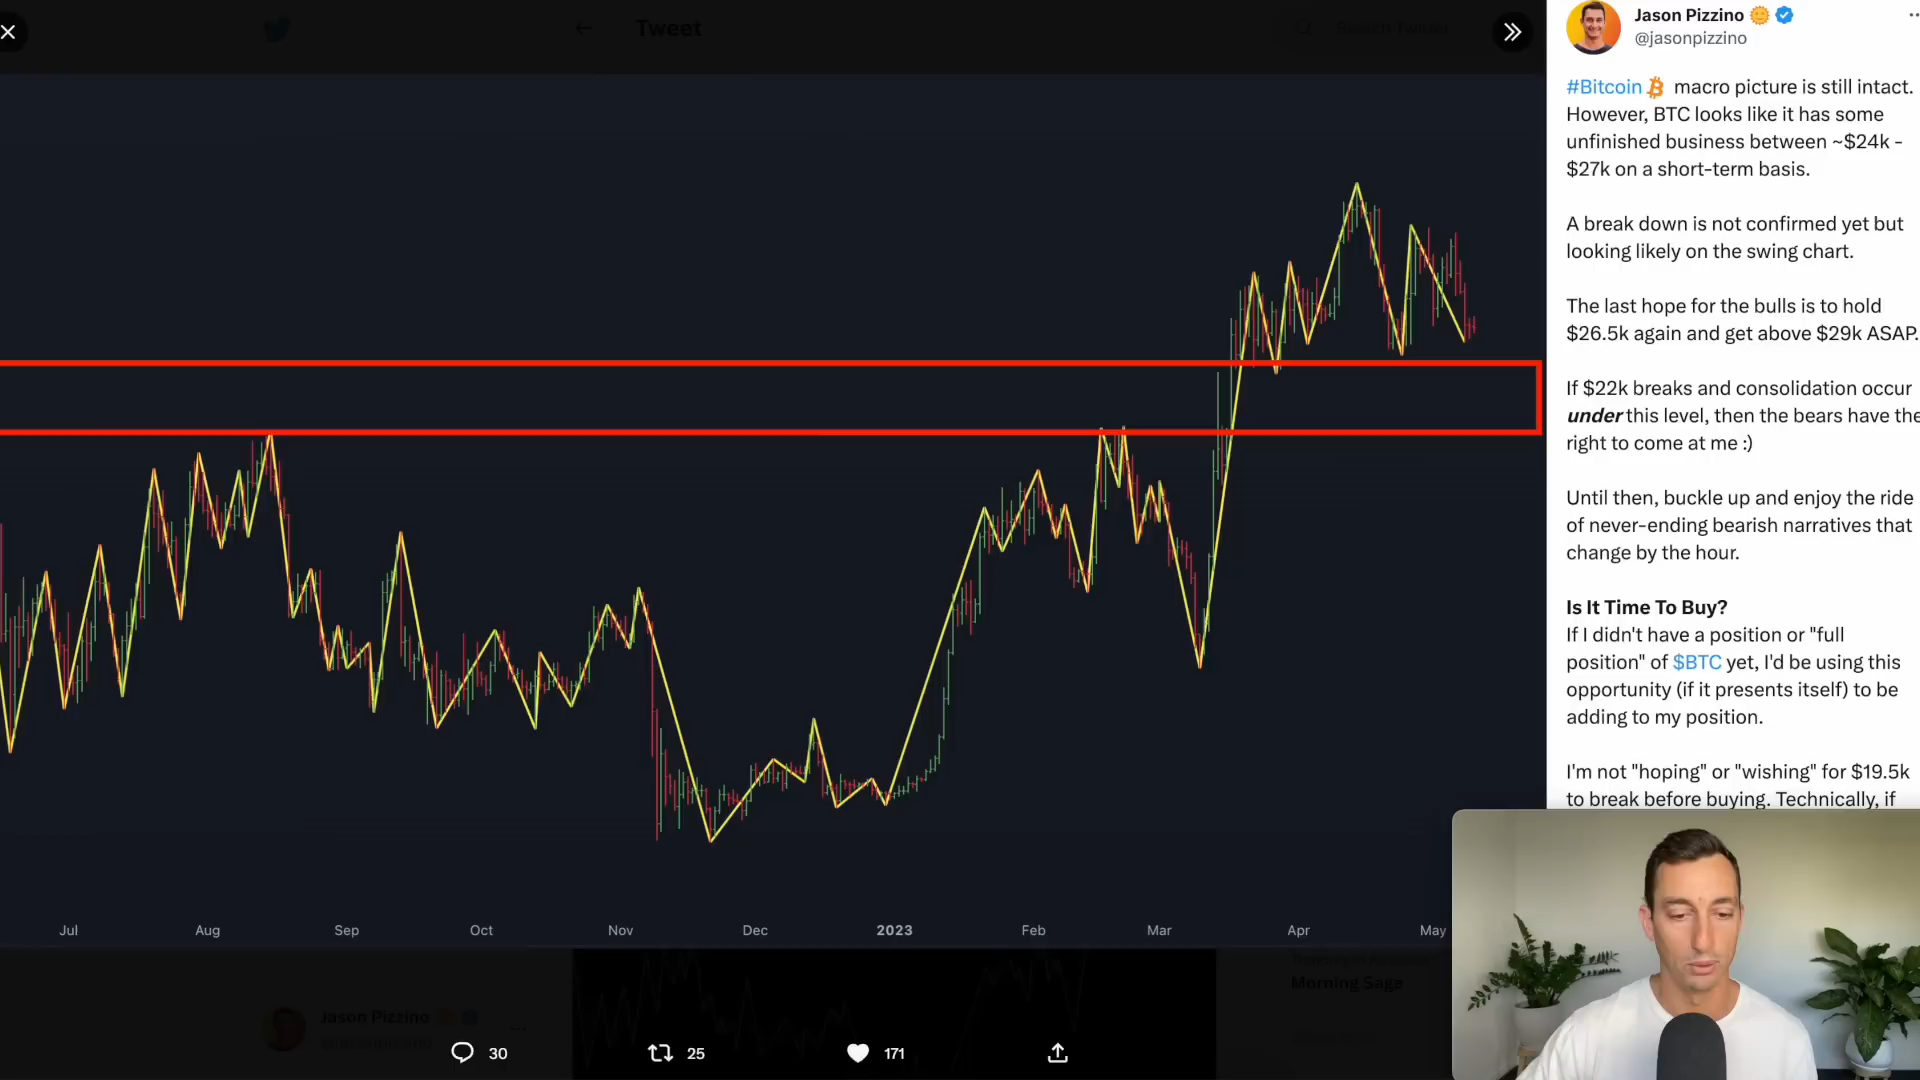 Tweet
Search Twitter
Jason Pizzino
@jasonpizzino
#Bitcoin macro picture is still intact.
However, BTC looks like it has some
unfinished business between ~$24k -
$27k on a short-term basis.
A break down is not confirmed yet but
looking likely on the swing chart.
The last hope for the bulls is to hold
$26.5k again and get above $29k ASAP.
If $22k breaks and consolidation occur
under this level, then the bears have the
right to come at me :)
Until then, buckle up and enjoy the ride
of never-ending bearish narratives that
change by the hour.
Is It Time To Buy?
If I didn't have a position or "full
position" of $BTC yet, I'd be using this
opportunity (if it presents itself) to be
adding to my position.
I'm not "hoping" or "wishing" for $19.5k
to break before buying. Technically, if
Jul Aug Sep Oct Nov Dec 2023 Feb Mar Apr May
Morning Sage
Jason Pizzino
30 25 171